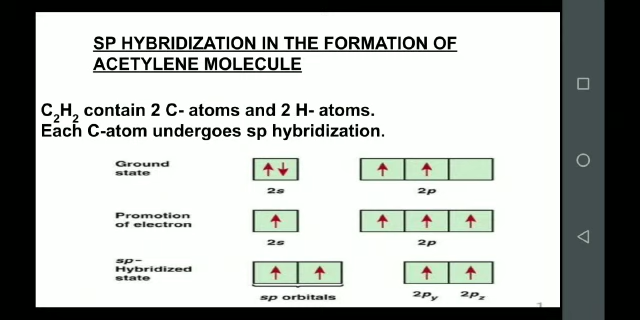 SP HYBRIDIZATION IN THE FORMATION OF
ACETYLENE MOLECULE
C₂H₂ contain 2 C- atoms and 2 H- atoms.
Each C-atom undergoes sp hybridization.
Ground
state
2s
2p
Promotion
of electron
2s
2p
sp–
Hybridized
state
sp orbitals
2py 2pz
1